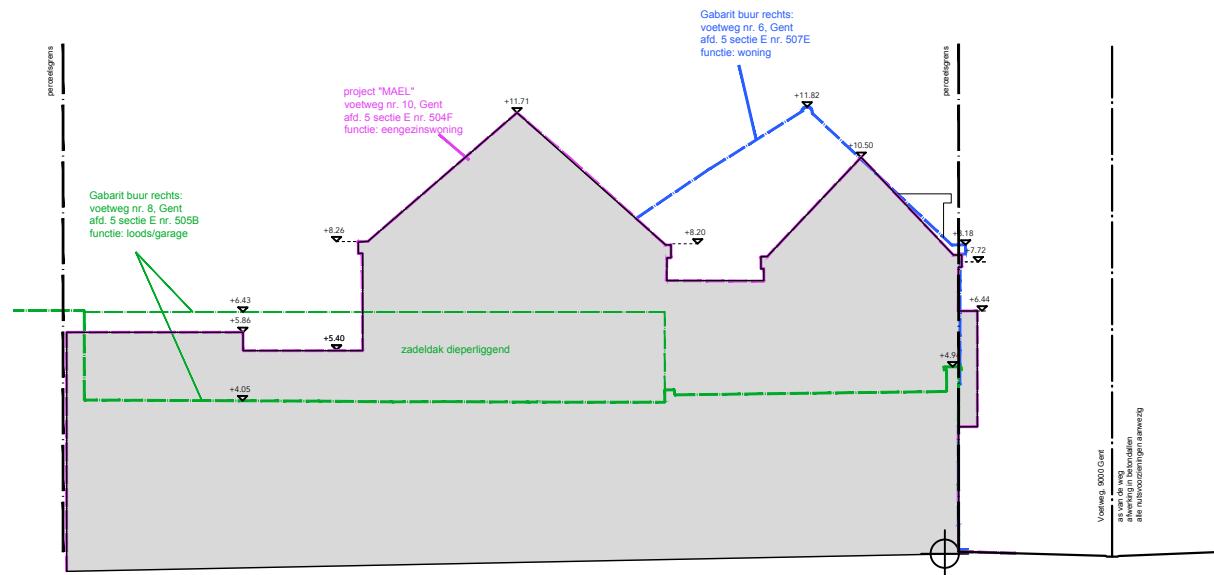 Gabarit buur rechts:
voetweg nr. 6, Gent
afd. 5 sectie E nr. 507E
functie: woning
perceelsgrens
perceelsgrens
project "MAEL"
voetweg nr. 10, Gent
afd. 5 sectie E nr. 504F
functie: eengezinswoning
+11.71
+11.82
+10.50
Gabarit buur rechts:
voetweg nr. 8, Gent
afd. 5 sectie E nr. 505B
functie: loods/garage
+8.26
+8.20
+8.18
+7.72
+6.43
+6.44
+5.86
+5.40
zadeldak dieperliggend
+4.05
Voetweg, 9000 Gent
as van de weg
afwerking in betondallen
alle nutsvoorzieningen aanwezig